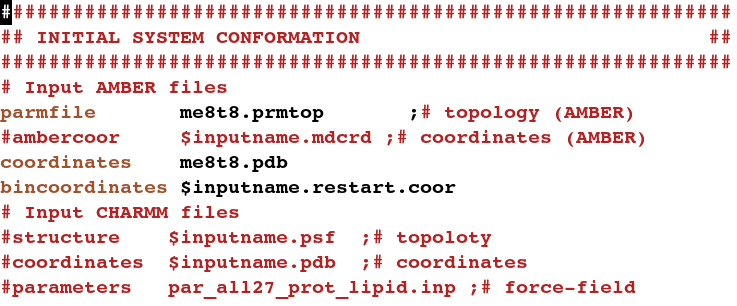 #############################################################
## INITIAL SYSTEM CONFORMATION                             ##
#############################################################
# Input AMBER files
parmfile       me8t8.prmtop       ;# topology (AMBER)
#ambercoor     $inputname.mdcrd ;# coordinates (AMBER)
coordinates    me8t8.pdb
bincoordinates $inputname.restart.coor
# Input CHARMM files
#structure    $inputname.psf  ;# topoloty
#coordinates  $inputname.pdb  ;# coordinates
#parameters   par_all27_prot_lipid.inp ;# force-field